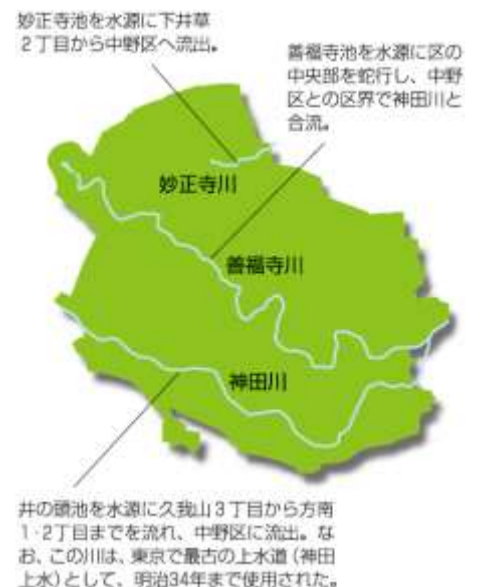 妙正寺池を水源に下井草
2丁目から中野区へ流出。
善福寺池を水源に区の
中央部を蛇行し、中野
区との区界で神田川と
合流。
妙正寺川
善福寺川
神田川
井の頭池を水源に久我山3丁目から方南
1・2丁目までを流れ、中野区に流出。な
お、この川は、東京で最古の上水道(神田
上水)として、明治34年まで使用された。